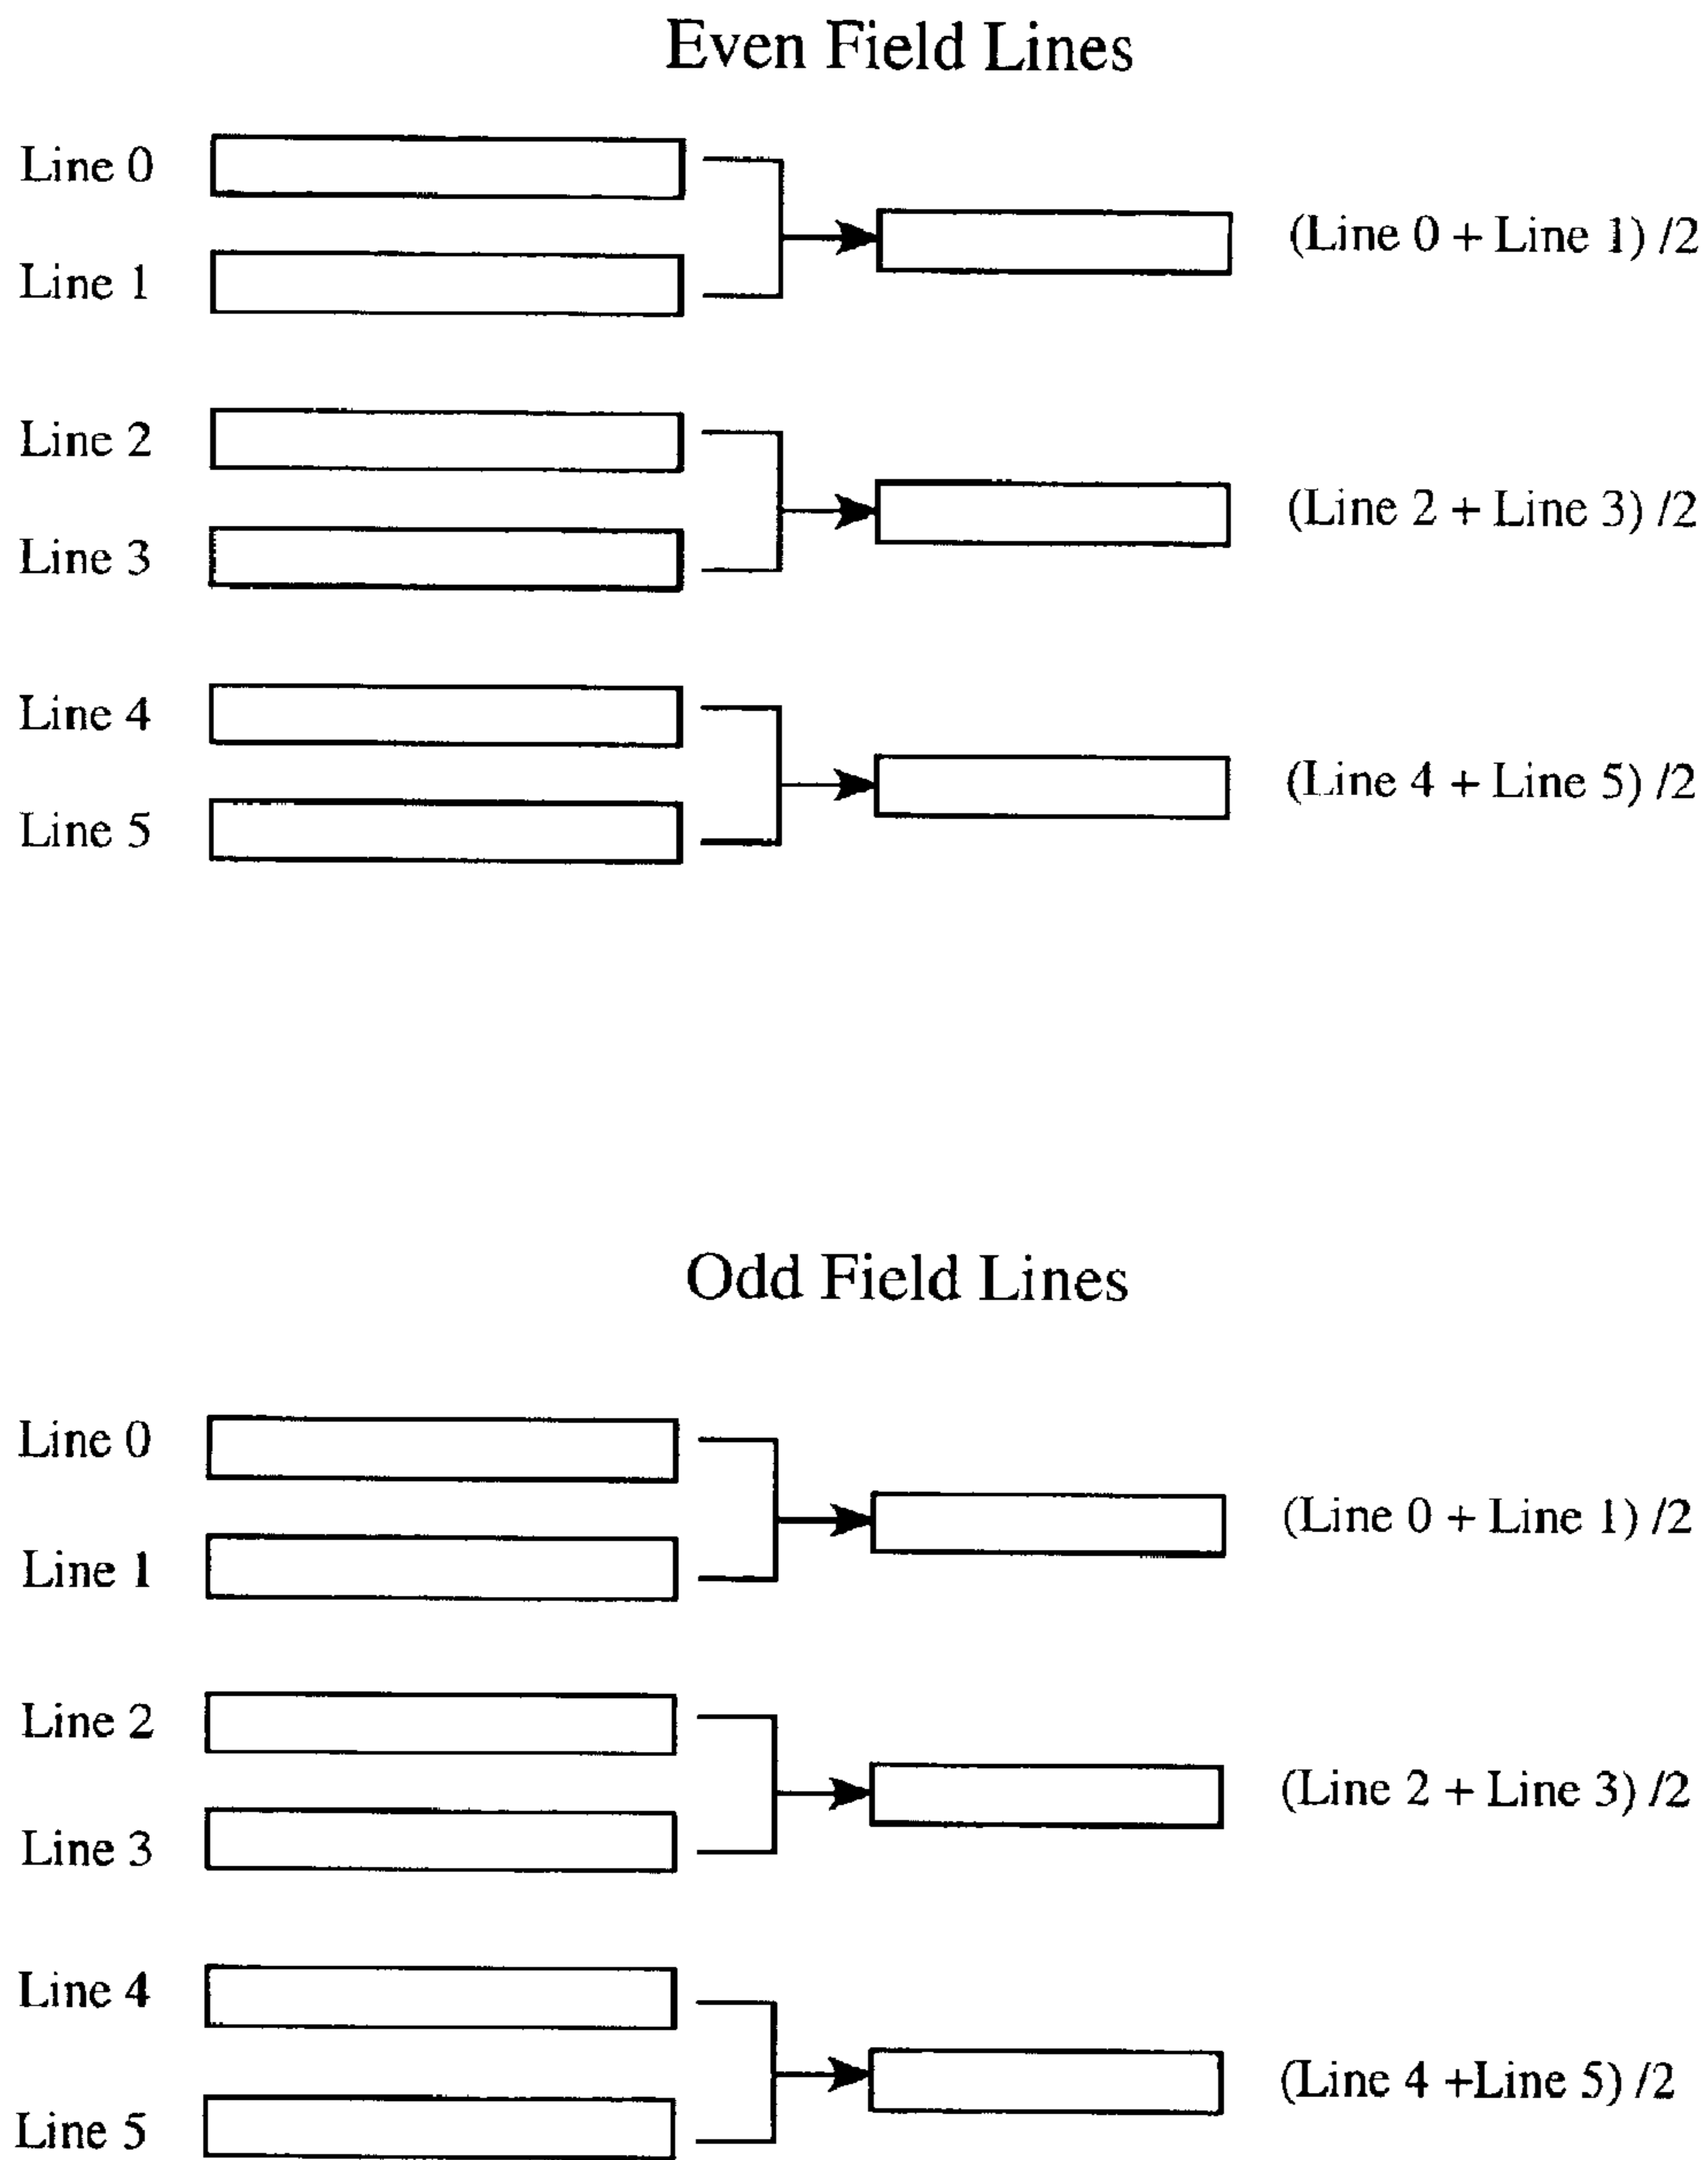 Even Field Lines
Line 0
(Line 0 + Line 1) /2
Line 1
Line 2
(Line 2 + Line 3) /2
Line 3
Line 4
(Line 4 + Line 5) /2
Line 5
Odd Field Lines
Line 0
(Line 0 + Line 1) /2
Line 1
Line 2
(Line 2 + Line 3) /2
Line 3
Line 4
(Line 4 +Line 5) /2
Line 5